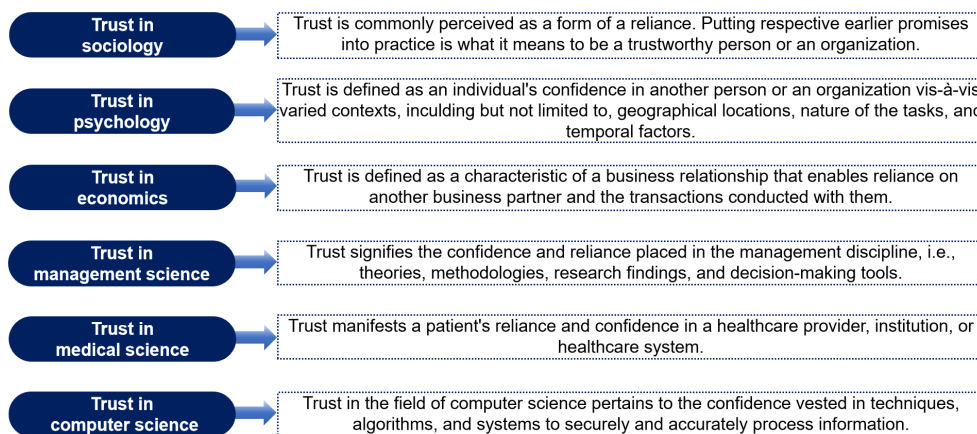 Trust in
sociology
Trust is commonly perceived as a form of a reliance. Putting respective earlier promises
into practice is what it means to be a trustworthy person or an organization.
Trust in
psychology
Trust is defined as an individual's confidence in another person or an organization vis-à-vis
varied contexts, inculding but not limited to, geographical locations, nature of the tasks, and
temporal factors.
Trust in
economics
Trust is defined as a characteristic of a business relationship that enables reliance on
another business partner and the transactions conducted with them.
Trust in
management science
Trust signifies the confidence and reliance placed in the management discipline, i.e.,
theories, methodologies, research findings, and decision-making tools.
Trust in
medical science
Trust manifests a patient's reliance and confidence in a healthcare provider, institution, or
healthcare system.
Trust in
computer science
Trust in the field of computer science pertains to the confidence vested in techniques,
algorithms, and systems to securely and accurately process information.